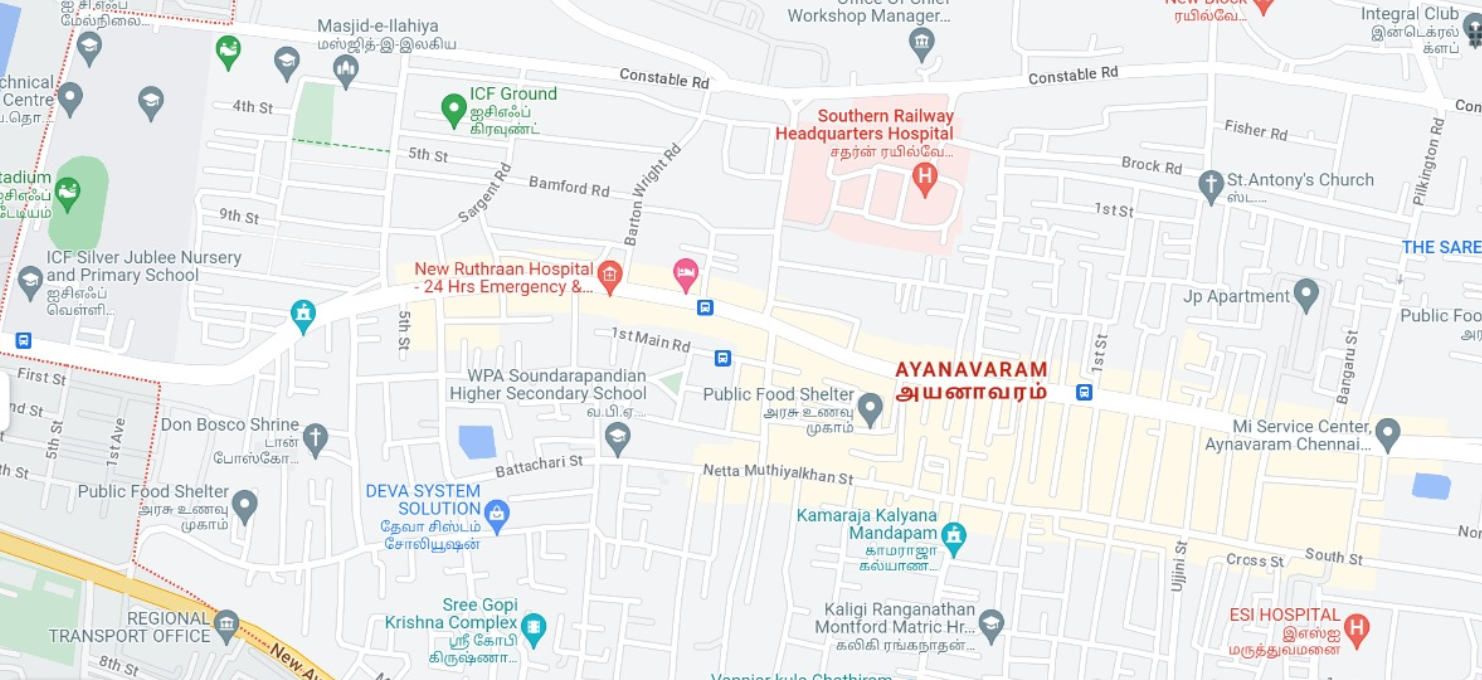 மேல்நிலை...
Masjid-e-Ilahiya
மஸ்ஜித்-இ-இலகிய
Workshop Manager...
New Block
ரயில்வே...
Integral Club
இன்டெக்ரல்
க்ளப்
Constable Rd
Constable Rd
Con
chnical
Centre
4th St
ICF Ground
ஐசிஎஃப்
கிரவுண்ட்
Southern Railway
Headquarters Hospital
சதர்ன் ரயில்வே...
H
Fisher Rd
Pilkington Rd
5th St
Brock Rd
St.Antony's Church
ஸ்ட....
tadium
Bamford Rd
Sargent Rd
Barton Wright Rd
1st St
9th St
THE SARE
ICF Silver Jublee Nursery
and Primary School
ஐசிஎஃப்
வெள்ளி...
New Ruthraan Hospital
- 24 Hrs Emergency &...
Jp Apartment
Public Foo
5th St
1st Main Rd
1st St
Bangaru St
AYANAVARAM
அயனாவரம்
First St
nd St
5th St
1st Ave
th St
WPA Soundarapandian
Higher Secondary School
வ.பி.ஏ....
Public Food Shelter
அரசு உணவு
முகாம்
Don Bosco Shrine
டான்
போஸ்கோ...
Mi Service Center,
Aynavaram Chennai...
Battachari St
Netta Muthiyalkhan St
Public Food Shelter
அரசு உணவு
முகாம்
DEVA SYSTEM
SOLUTION
தேவா சிஸ்டம்
சோலியூஷன்
Kamaraja Kalyana
Mandapam
காமராஜர்
கல்யாண...
Nor
South St
Cross St
Ujjini St
REGIONAL
TRANSPORT OFFICE
Sree Gopi
Krishna Complex
ஸ்ரீ கோபி
கிருஷ்ணா...
Kaligi Ranganathan
Montford Matric Hr...
கலிகி ரங்கநாதன்...
ESI HOSPITAL
இஎஸ்ஐ
மருத்துவமனை
H
8th St
New Av